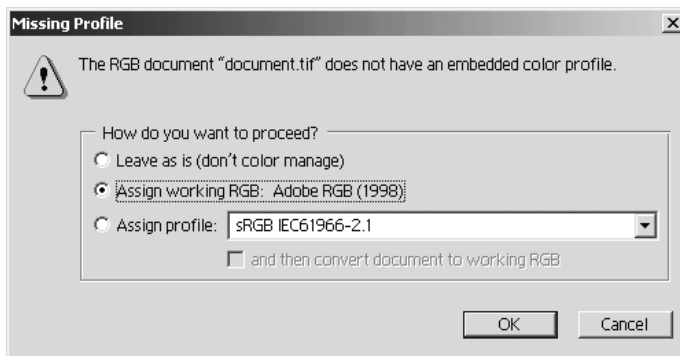 Missing Profile
The RGB document “document.tif” does not have an embedded color profile.
How do you want to proceed?
Leave as is (don't color manage)
Assign working RGB: Adobe RGB (1998)
Assign profile: sRGB IEC61966-2.1
and then convert document to working RGB
OK Cancel